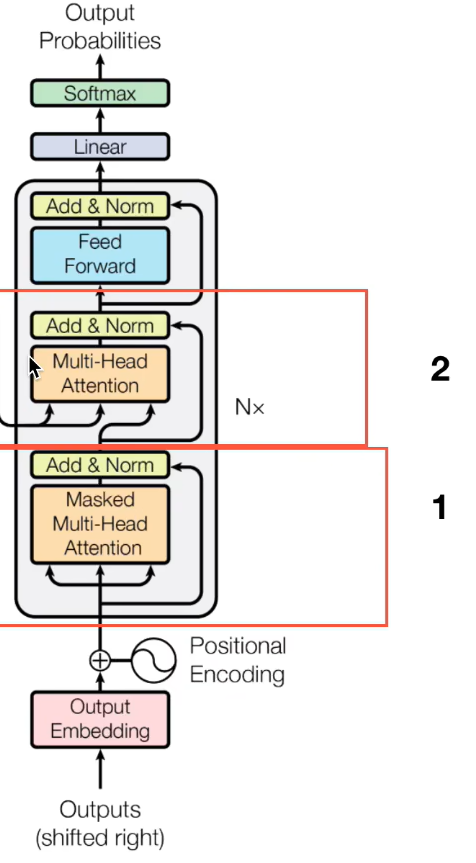 Output
Probabilities
Softmax
Linear
Add & Norm
Feed
Forward
Add & Norm
Multi-Head
Attention
2
N×
Add & Norm
Masked
Multi-Head
Attention
1
Positional
Encoding
Output
Embedding
Outputs
(shifted right)